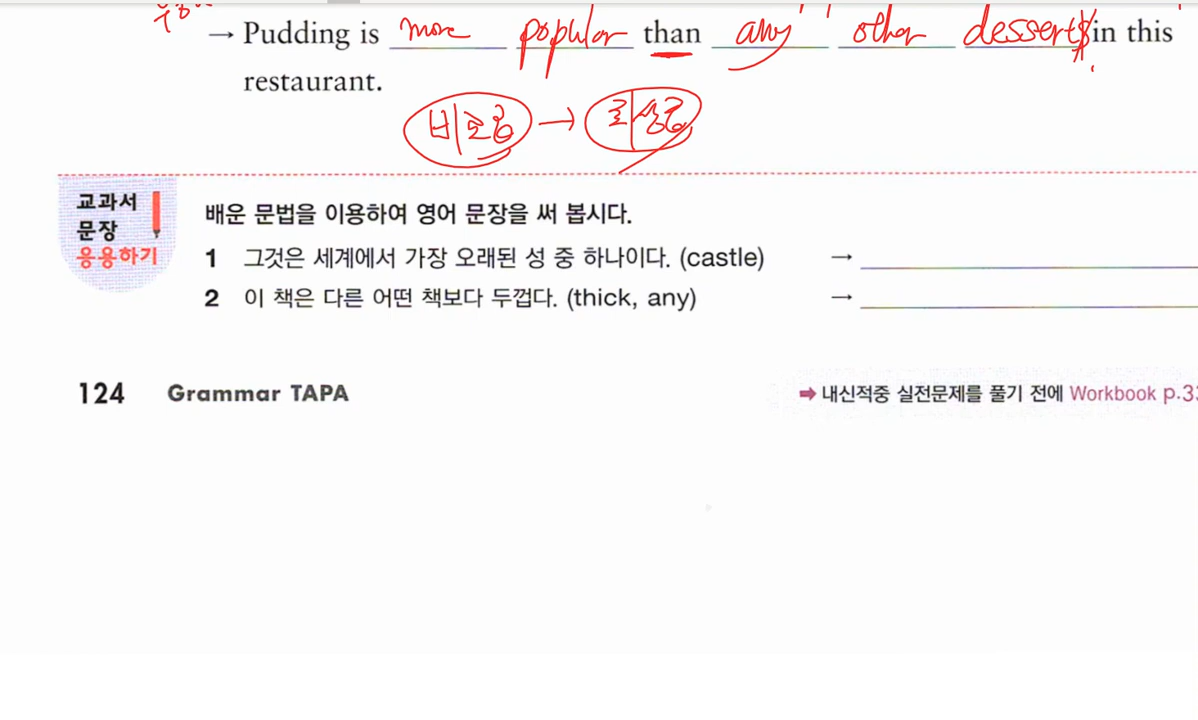 → Pudding is more popular than any other desserts in this
restaurant.
비교급 → 최상급
교과서
문장
응용하기
배운 문법을 이용하여 영어 문장을 써 봅시다.
1 그것은 세계에서 가장 오래된 성 중 하나이다. (castle) →
2 이 책은 다른 어떤 책보다 두껍다. (thick, any) →
124 Grammar TAPA
➡ 내신적중 실전문제를 풀기 전에 Workbook p.3